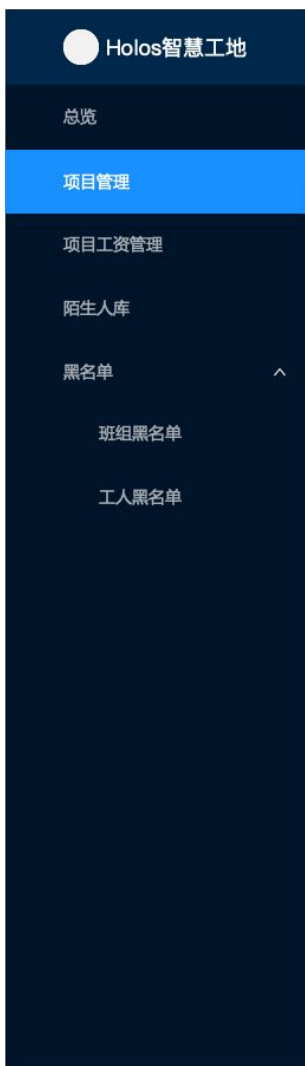 Holos智慧工地
总览
项目管理
项目工资管理
陌生人库
黑名单
班组黑名单
工人黑名单